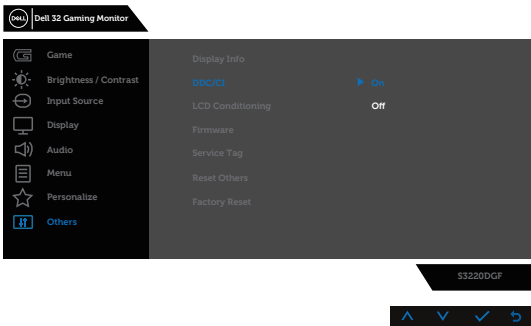 DELL Dell 32 Gaming Monitor
Game
Brightness / Contrast
Input Source
Display
Audio
Menu
Personalize
Others
Display Info
DDC/CI On
LCD Conditioning Off
Firmware
Service Tag
Reset Others
Factory Reset
S3220DGF